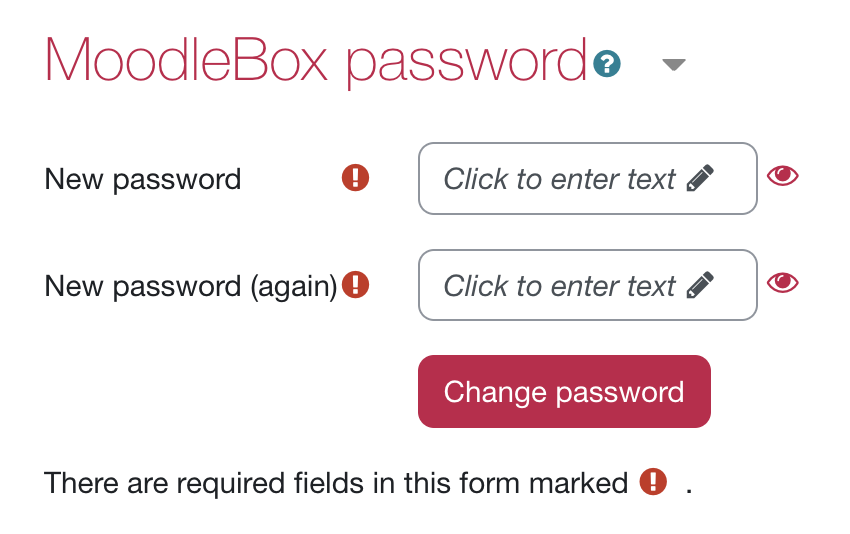 MoodleBox password
New password
Click to enter text
New password (again)
Click to enter text
Change password
There are required fields in this form marked .